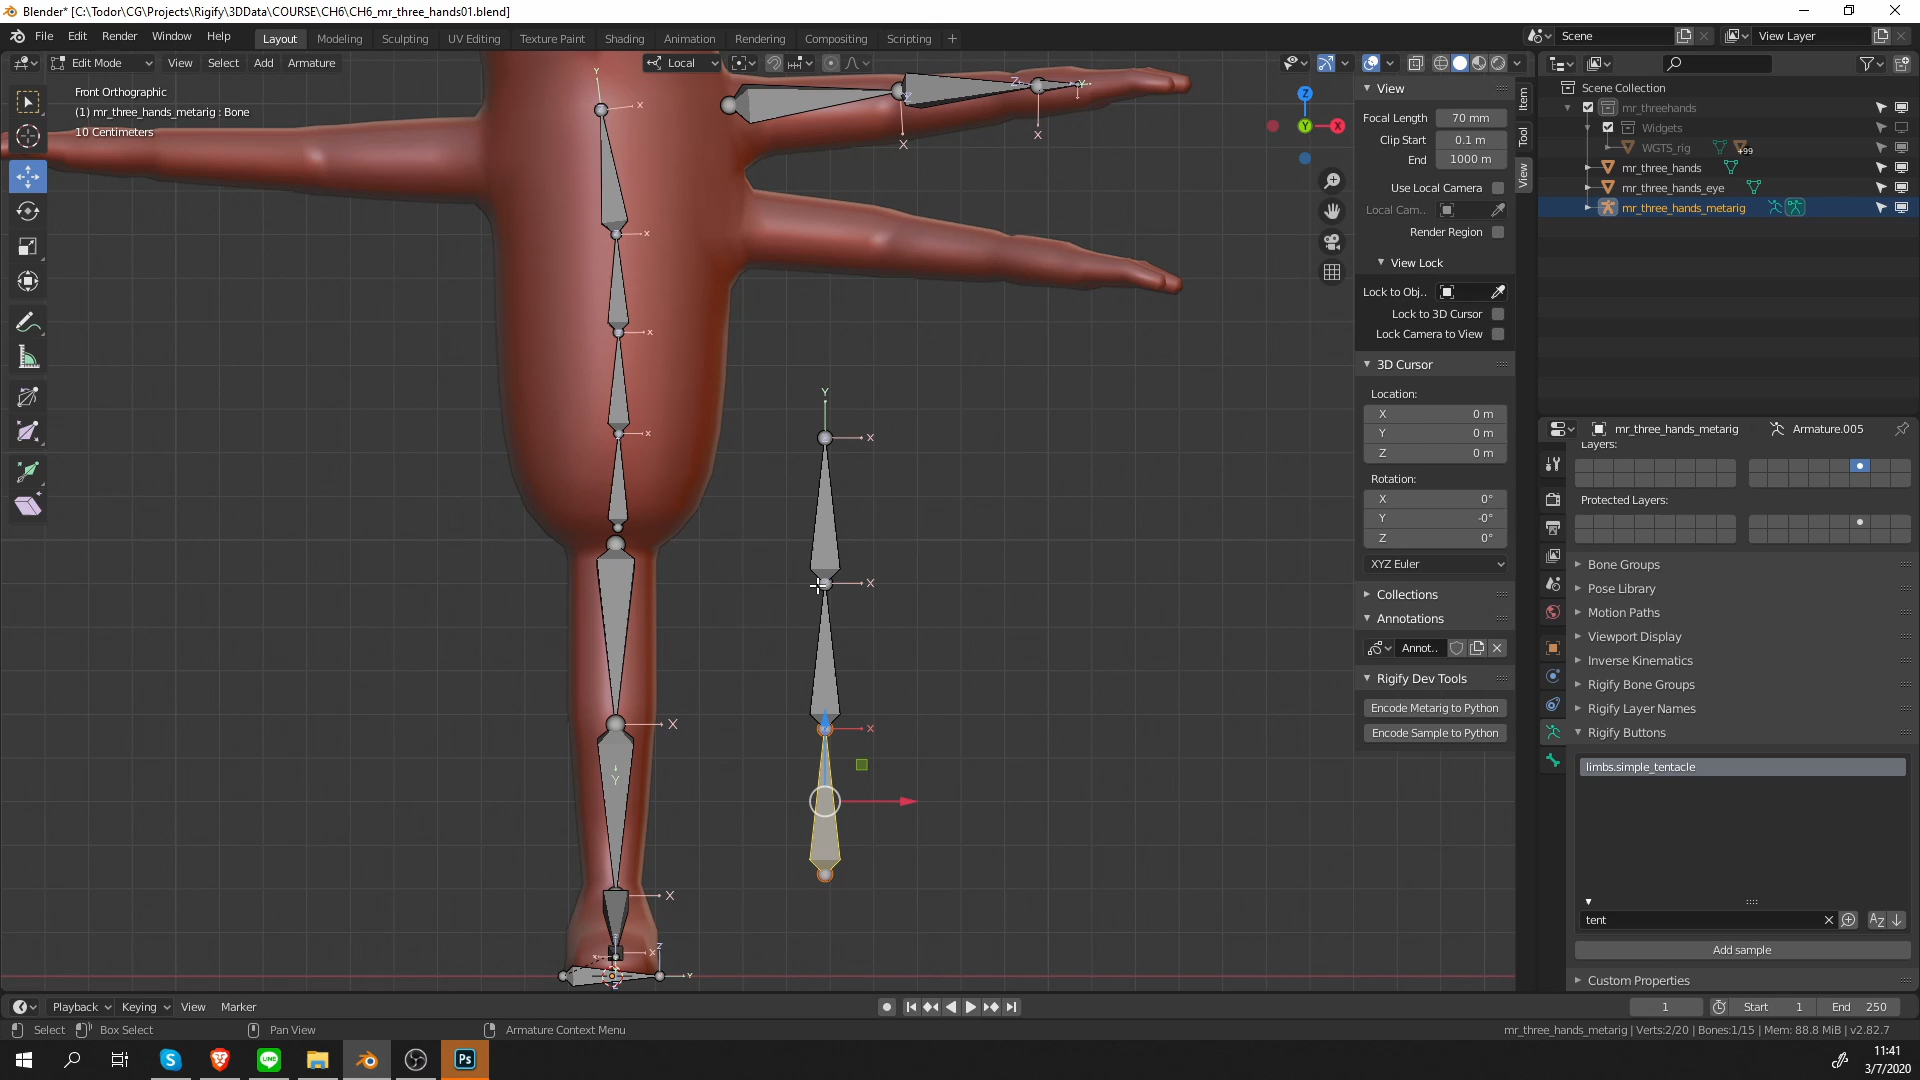 Blender* [C:\Todor\CG\Projects\Rigify\3DData\COURSE\CH6\CH6_mr_three_hands01.blend]
File Edit Render Window Help
Layout Modeling Sculpting UV Editing Texture Paint Shading Animation Rendering Compositing Scripting +
Scene
View Layer
Edit Mode View Select Add Armature
Local
Front Orthographic
(1) mr_three_hands_metarig : Bone
10 Centimeters
Y
X
X
X
X
X
Z
Y
X
X
Y
X
X
X
X
X
Y
X
X
Z
Y
Z
Z
Y
X
View
Focal Length 70 mm
Clip Start 0.1 m
End 1000 m
Use Local Camera
Local Cam..
Render Region
View Lock
Lock to Obj..
Lock to 3D Cursor
Lock Camera to View
3D Cursor
Location:
X 0 m
Y 0 m
Z 0 m
Rotation:
X 0°
Y -0°
Z 0°
XYZ Euler
Collections
Annotations
Annot..
Rigify Dev Tools
Encode Metarig to Python
Encode Sample to Python
Item
Tool
View
Scene Collection
mr_threehands
Widgets
WGTS_rig
+99
mr_three_hands
mr_three_hands_eye
mr_three_hands_metarig
mr_three_hands_metarig Armature.005
Layers:
Protected Layers:
Bone Groups
Pose Library
Motion Paths
Viewport Display
Inverse Kinematics
Rigify Bone Groups
Rigify Layer Names
Rigify Buttons
limbs.simple_tentacle
tent
Add sample
Custom Properties
Playback Keying View Marker
1 Start 1 End 250
Select Box Select Pan View Armature Context Menu
mr_three_hands_metarig | Verts:2/20 | Bones:1/15 | Mem: 88.8 MiB | v2.82.7
Ps
11:41
3/7/2020